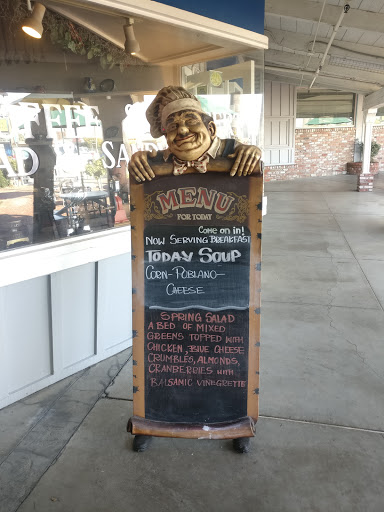 MENU
FOR TODAY
Come on in!
Now Serving Breakfast
Today Soup
Corn-Poblano-
Cheese
Spring Salad
A bed of mixed
greens topped with
chicken, blue cheese
crumbles, almonds,
cranberries with
balsamic vinegrette